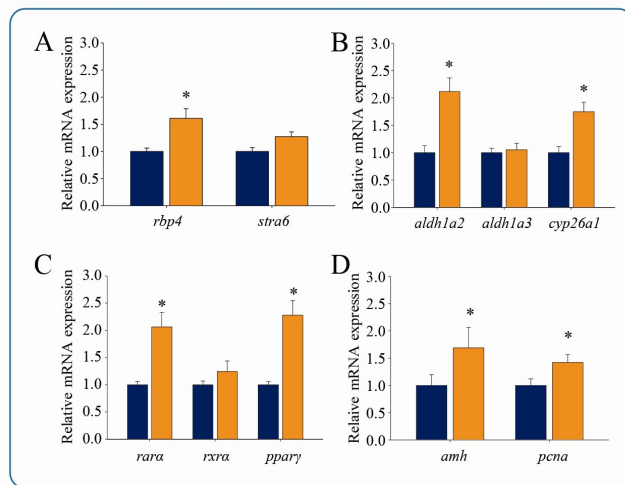 A
Relative mRNA expression
3.0
2.5
2.0
1.5
1.0
0.5
0.0
*
rbp4 stra6
B
Relative mRNA expression
3.0
2.5
2.0
1.5
1.0
0.5
0.0
* *
aldh1a2 aldh1a3 cyp26a1
C
Relative mRNA expression
3.0
2.5
2.0
1.5
1.0
0.5
0.0
* *
rarα rxrα pparγ
D
Relaive mRNA expression
3.0
2.5
2.0
1.5
1.0
0.5
0.0
* *
amh pcna